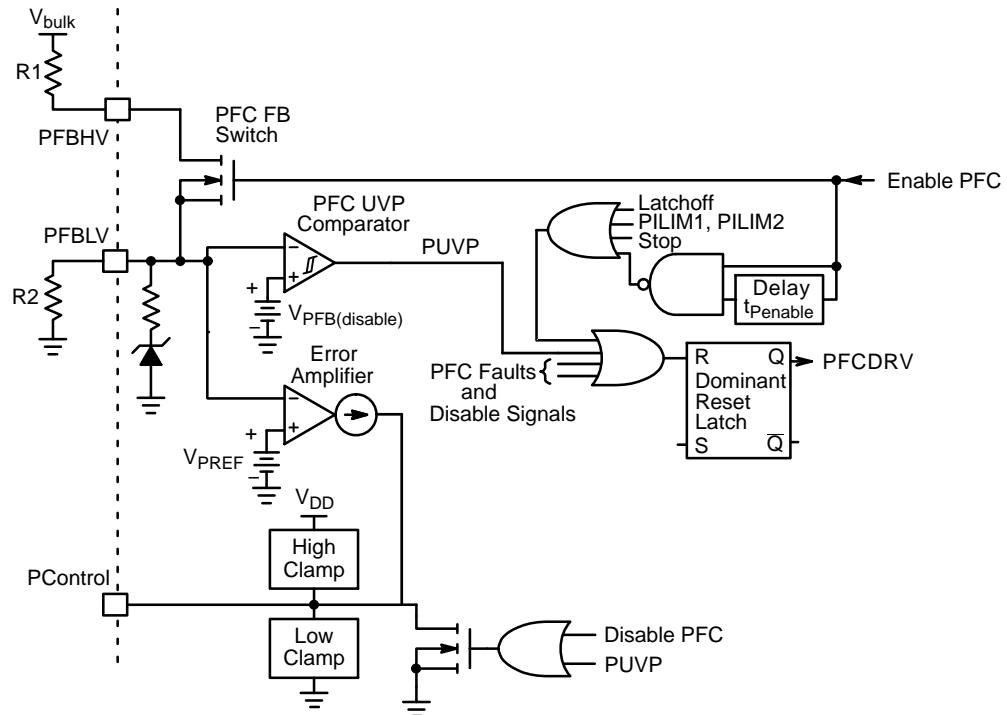 Vbulk
R1
PFBHV
PFC FB
Switch
Enable PFC
Latchoff
PILIM1, PILIM2
Stop
PFC UVP
Comparator
PFBLV
PUVP
−
+
Delay
tPenable
R2
+
−
VPFB(disable)
Error
Amplifier
PFC Faults
and
Disable Signals
R
Q
PFCDRV
Dominant
Reset
Latch
S
Q
−
+
+
VPREF
−
VDD
High
Clamp
PControl
Low
Clamp
Disable PFC
PUVP